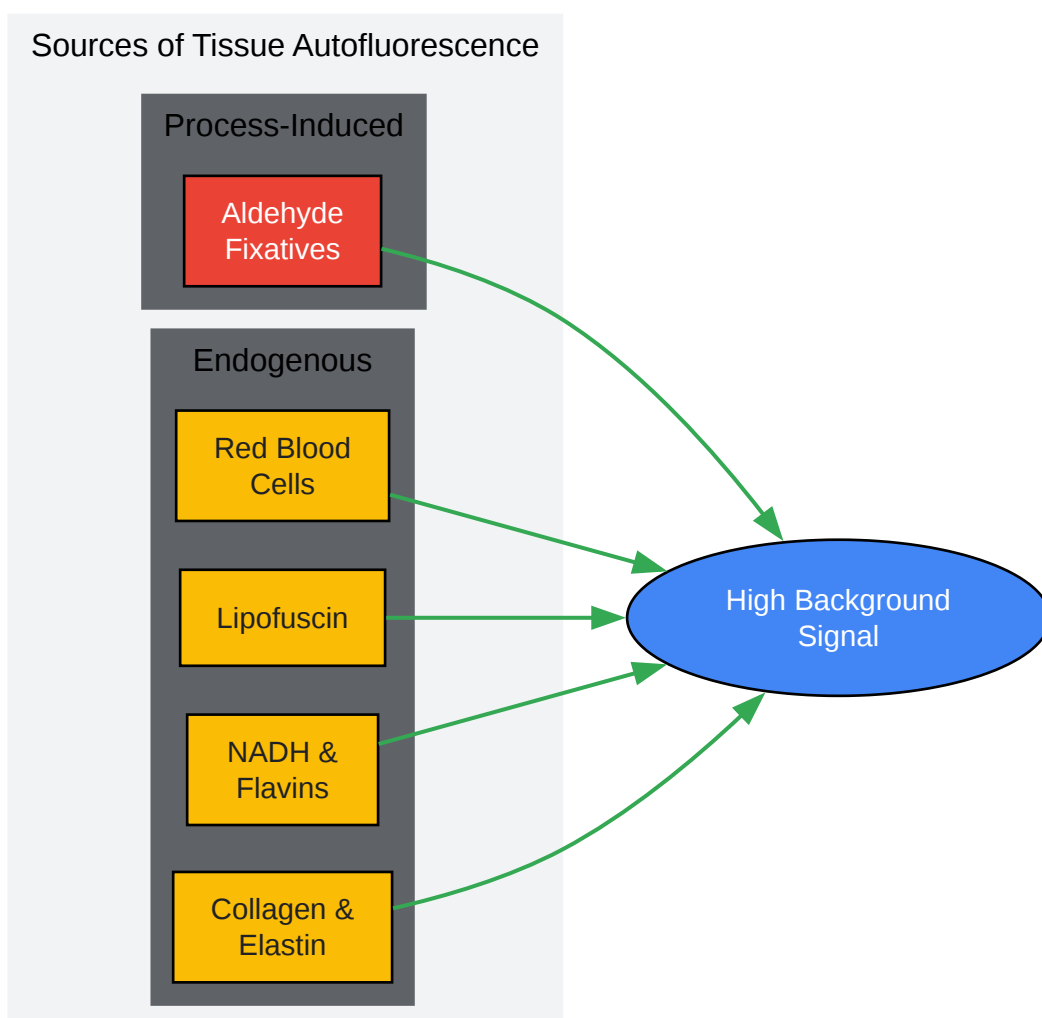 Sources of Tissue Autofluorescence
Process-Induced
Aldehyde
Fixatives
Endogenous
Red Blood
Cells
Lipofuscin
NADH &
Flavins
Collagen &
Elastin
High Background
Signal